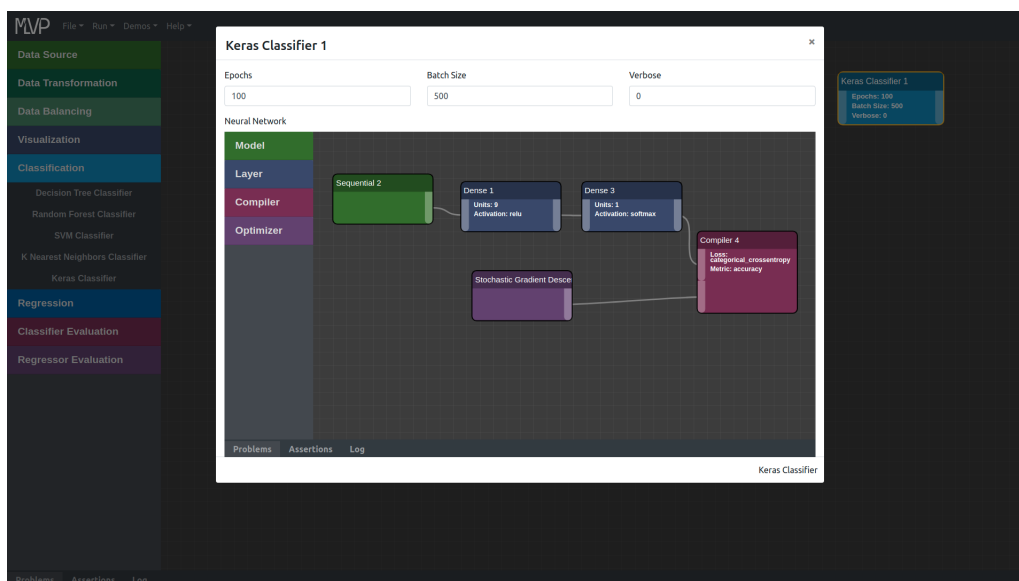 MVP File Run Demos Help
Data Source
Data Transformation
Data Balancing
Visualization
Classification
Decision Tree Classifier
Random Forest Classifier
SVM Classifier
K Nearest Neighbors Classifier
Keras Classifier
Regression
Classifier Evaluation
Regressor Evaluation
Keras Classifier 1 ×
Epochs Batch Size Verbose
100 500 0
Neural Network
Model
Layer
Compiler
Optimizer
Sequential 2
Dense 1
Units: 9
Activation: relu
Dense 3
Units: 1
Activation: softmax
Compiler 4
Loss:
categorical_crossentropy
Metric: accuracy
Stochastic Gradient Desce
Problems Assertions Log
Keras Classifier
Keras Classifier 1
Epochs: 100
Batch Size: 500
Verbose: 0
Problems Assertions Log